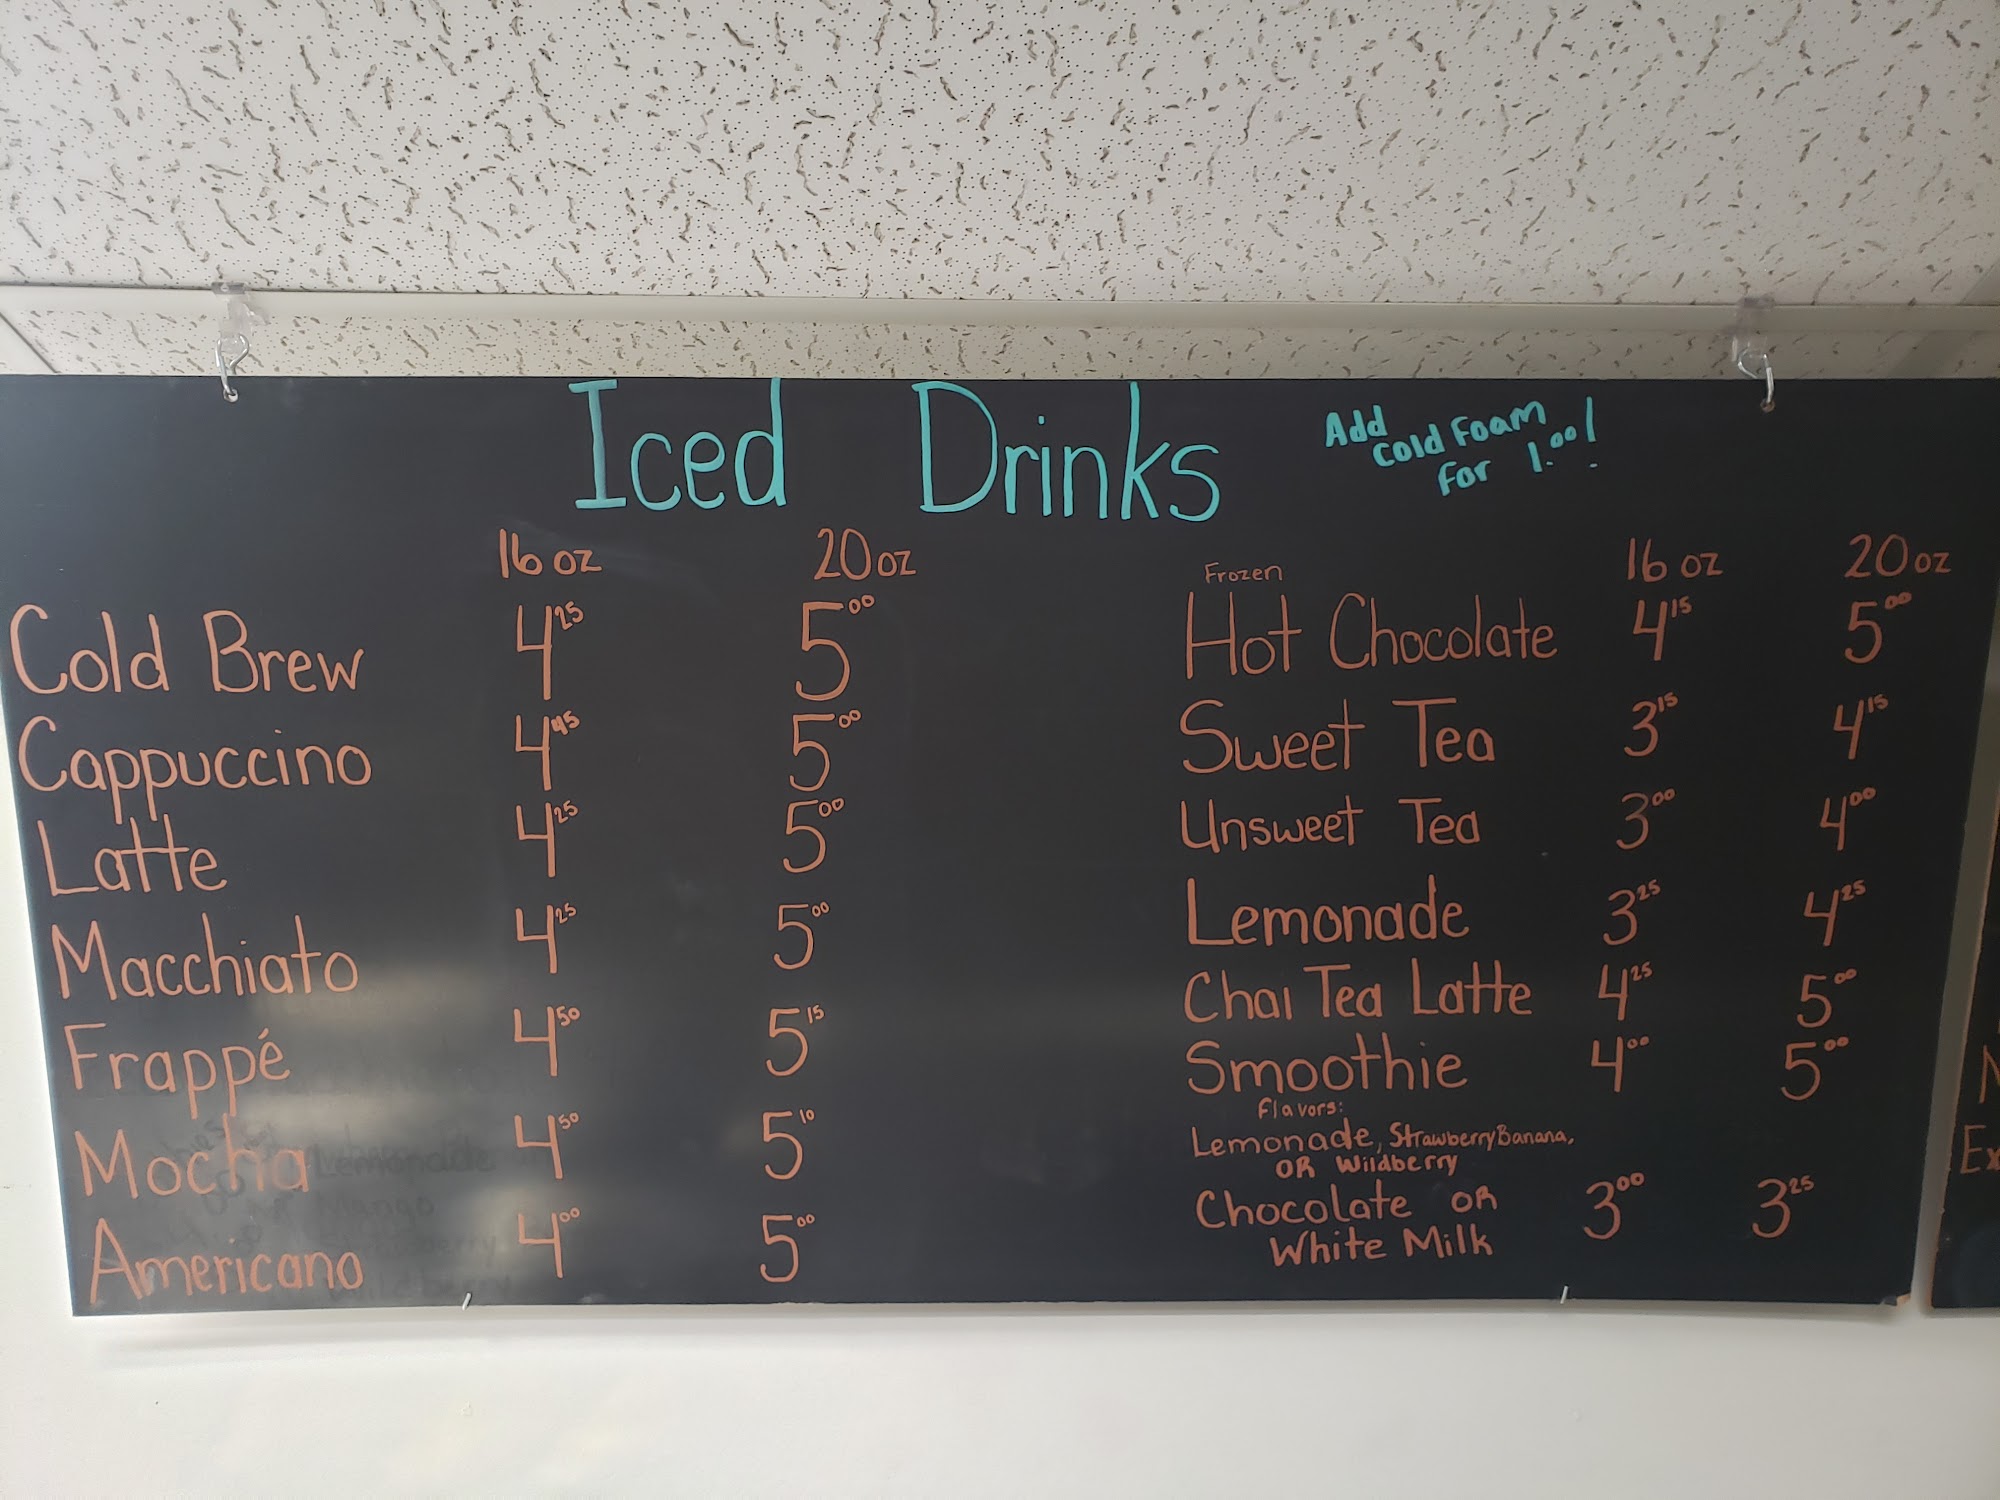 Iced Drinks
Add
Cold Foam
for 1.00!
16 oz 20 oz
Cold Brew 4.25 5.00
Cappuccino 4.45 5.00
Latte 4.25 5.00
Macchiato 4.25 5.00
Frappé 4.50 5.15
Mocha 4.50 5.10
Americano 4.00 5.00
16 oz 20 oz
Frozen
Hot Chocolate 4.15 5.00
Sweet Tea 3.15 4.15
Unsweet Tea 3.00 4.00
Lemonade 3.25 4.25
Chai Tea Latte 4.25 5.00
Smoothie 4.00 5.00
Flavors:
Lemonade, Strawberry Banana,
OR Wildberry
Chocolate OR 3.00 3.25
White Milk